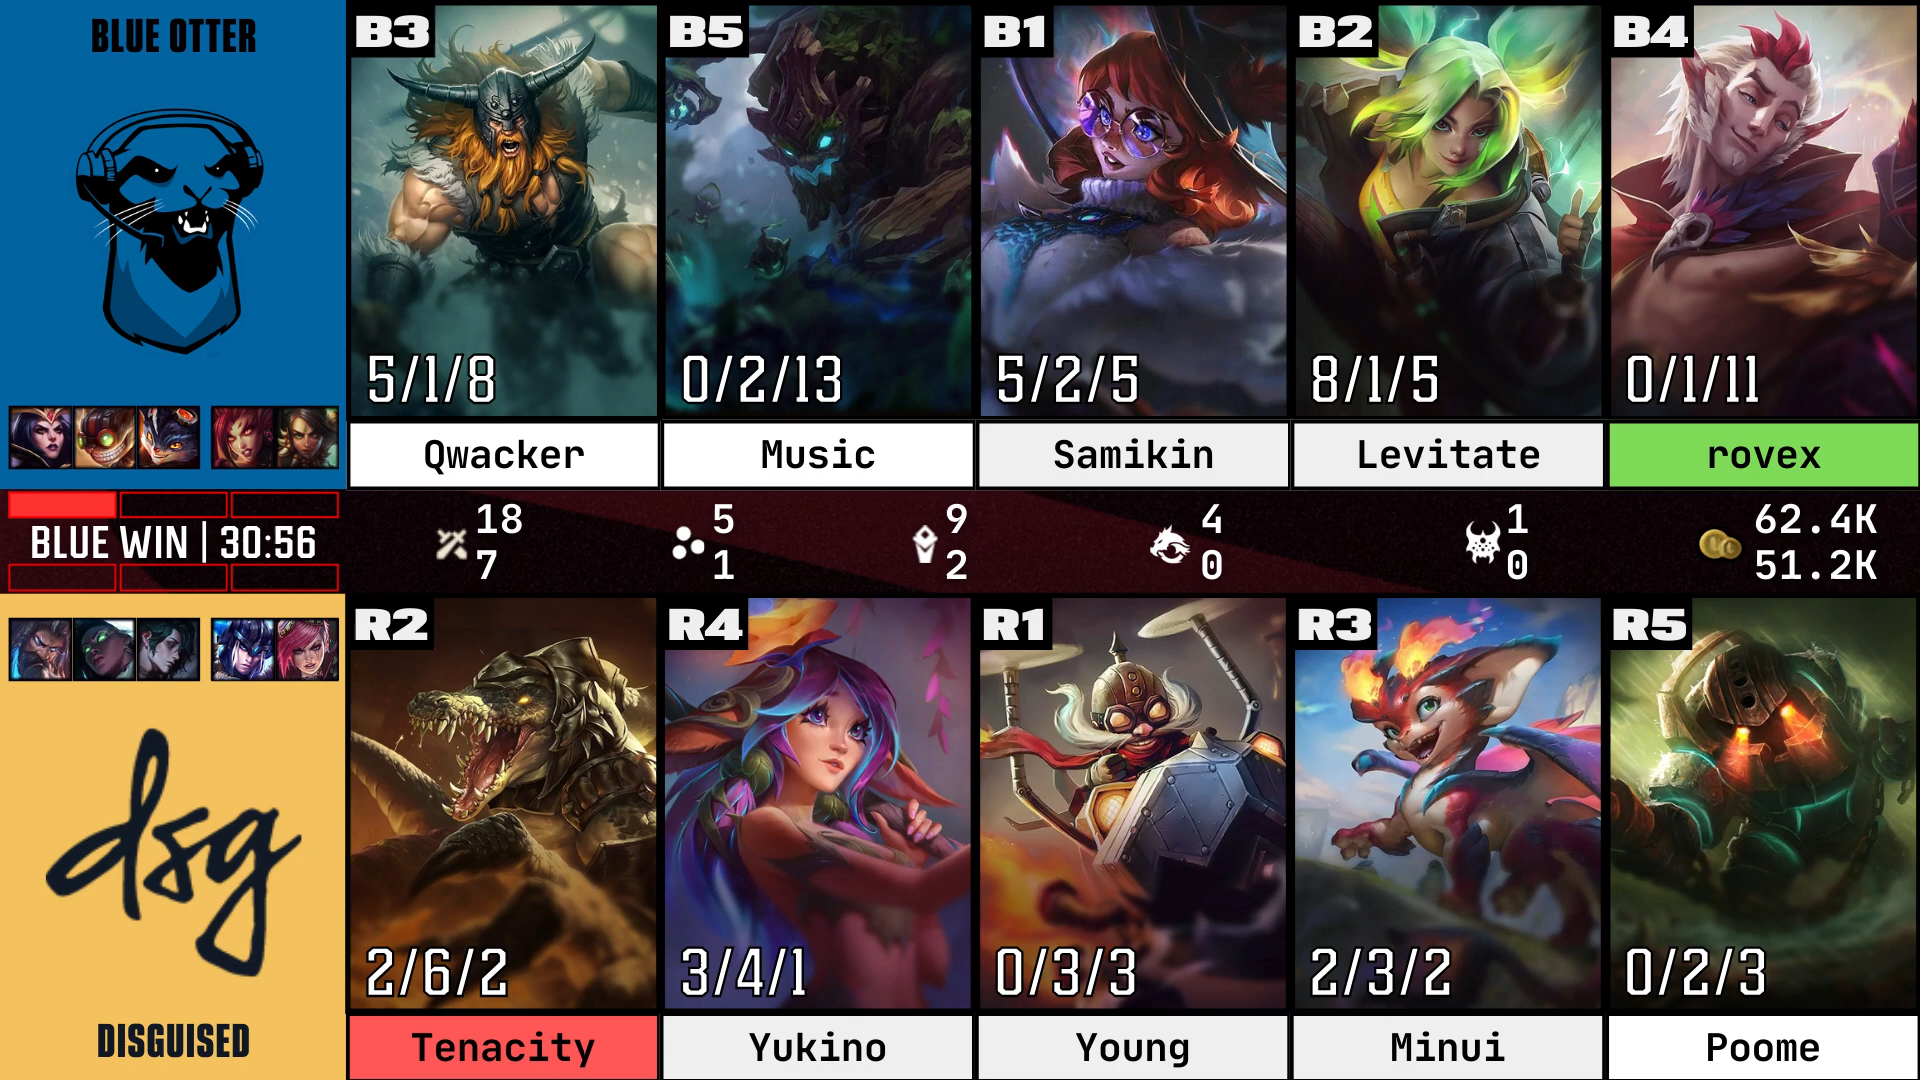 BLUE OTTER
B3
B5
B1
B2
B4
5/1/8
0/2/13
5/2/5
8/1/5
0/1/11
Qwacker
Music
Samikin
Levitate
rovex
BLUE WIN | 30:56
18
7
5
1
9
2
4
0
1
0
62.4K
51.2K
R2
R4
R1
R3
R5
dsg
2/6/2
3/4/1
0/3/3
2/3/2
0/2/3
DISGUISED
Tenacity
Yukino
Young
Minui
Poome